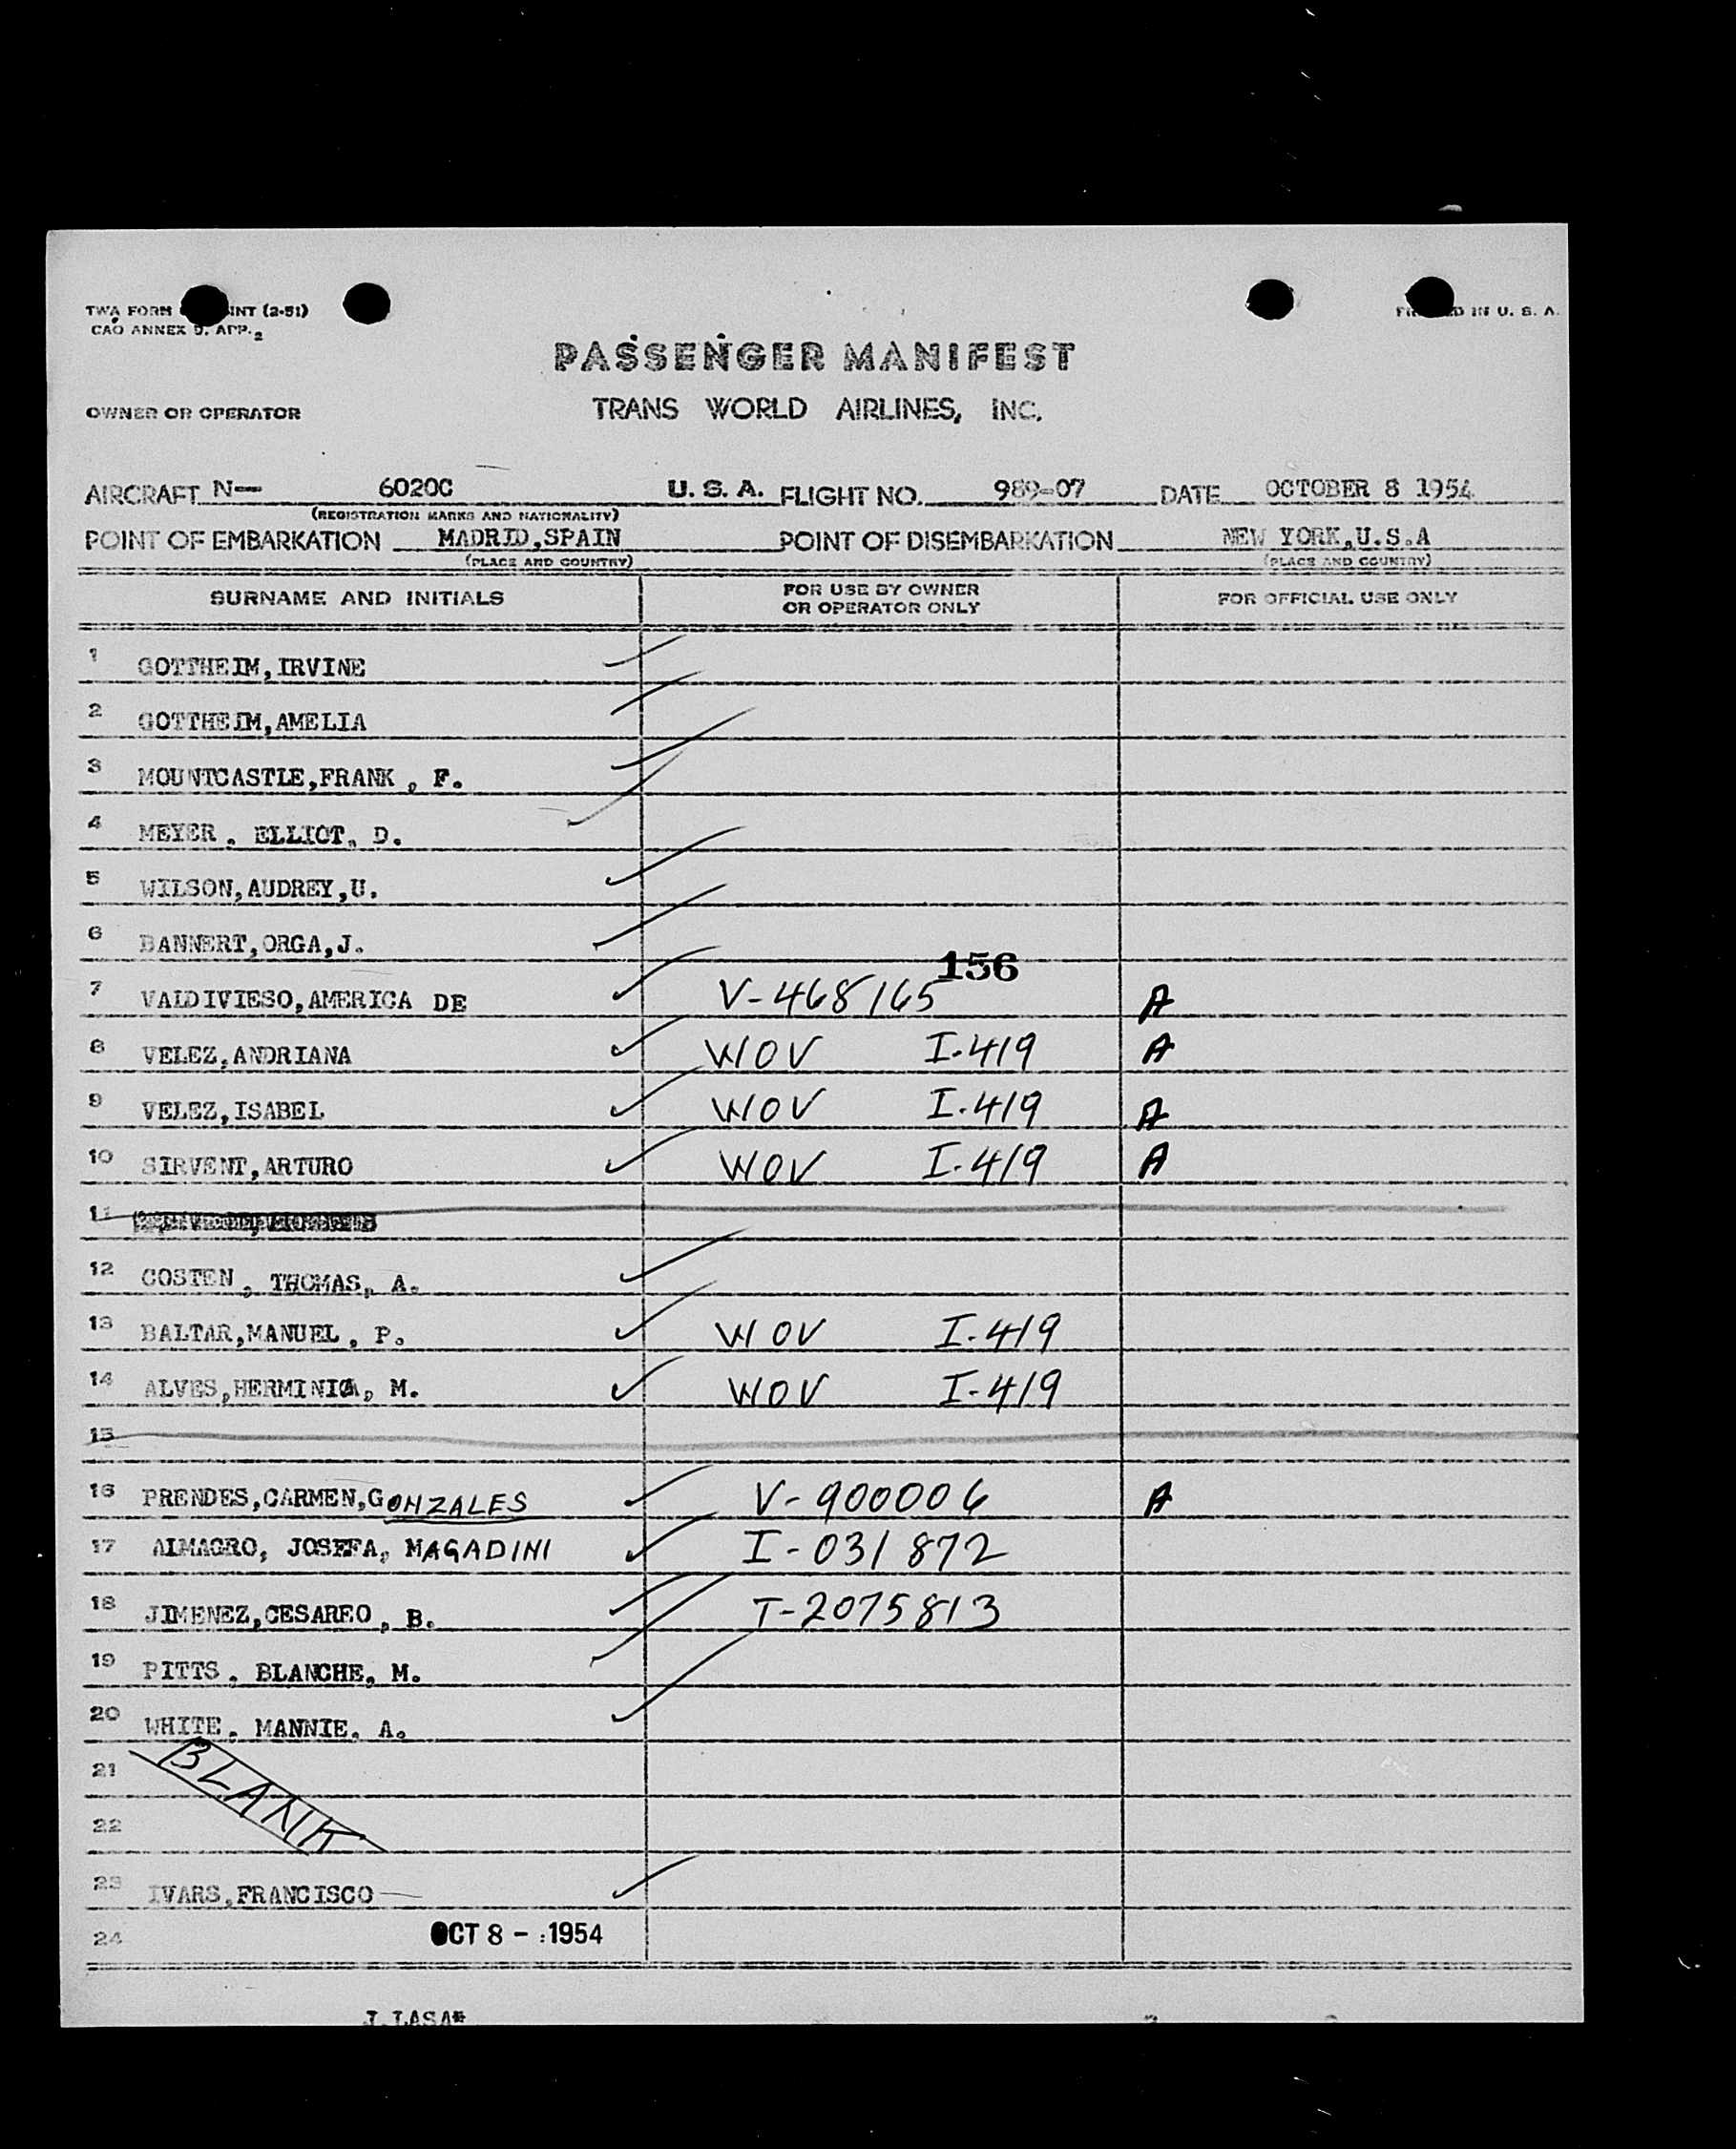 TWA FORM INT (2-51)
CAO ANNEX 9, APP. 2
IN U. S. A.
PASSENGER MANIFEST
OWNER OR OPERATOR TRANS WORLD AIRLINES, INC.
AIRCRAFT N— 6020C U. S. A. FLIGHT NO. 989-07 DATE OCTOBER 8 1954
(REGISTRATION MARKS AND NATIONALITY)
POINT OF EMBARKATION MADRID,SPAIN POINT OF DISEMBARKATION NEW YORK,U.S.A
(PLACE AND COUNTRY) (PLACE AND COUNTRY)
SURNAME AND INITIALS FOR USE BY OWNER OR OPERATOR ONLY FOR OFFICIAL USE ONLY
1 GOTTHEIM,IRVINE
2 GOTTHEIM,AMELIA
3 MOUNTCASTLE,FRANK , F.
4 MEYER , ELLIOT, D.
5 WILSON,AUDREY,U.
6 BANNERT,ORGA,J.
156
7 VALDIVIESO,AMERICA DE V-468165 A
8 VELEZ,ANDRIANA WOV I-419 A
9 VELEZ,ISABEL WOV I-419 A
10 SIRVENT,ARTURO WOV I-419 A
11
12 COSTEN , THOMAS, A.
13 BALTAR,MANUEL , P. WOV I-419
14 ALVES,HERMINIA, M. WOV I-419
15
16 PRENDES,CARMEN,GONZALES V-900006 A
17 ALMAGRO, JOSEFA, MAGADINI I-031872
18 JIMENEZ,CESAREO , B. T-2075813
19 PITTS , BLANCHE, M.
20 WHITE , MANNIE, A.
21
BLANK
22
23 IVARS,FRANCISCO
24 OCT 8 - 1954
J.LASA